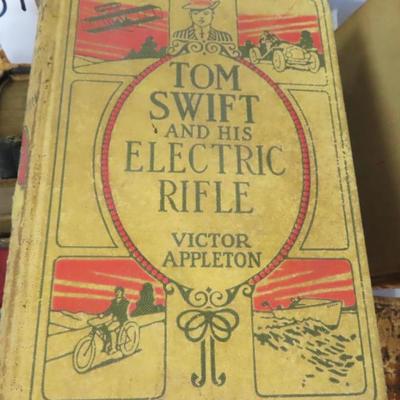 TOM
SWIFT
AND HIS
ELECTRIC
RIFLE
VICTOR
APPLETON